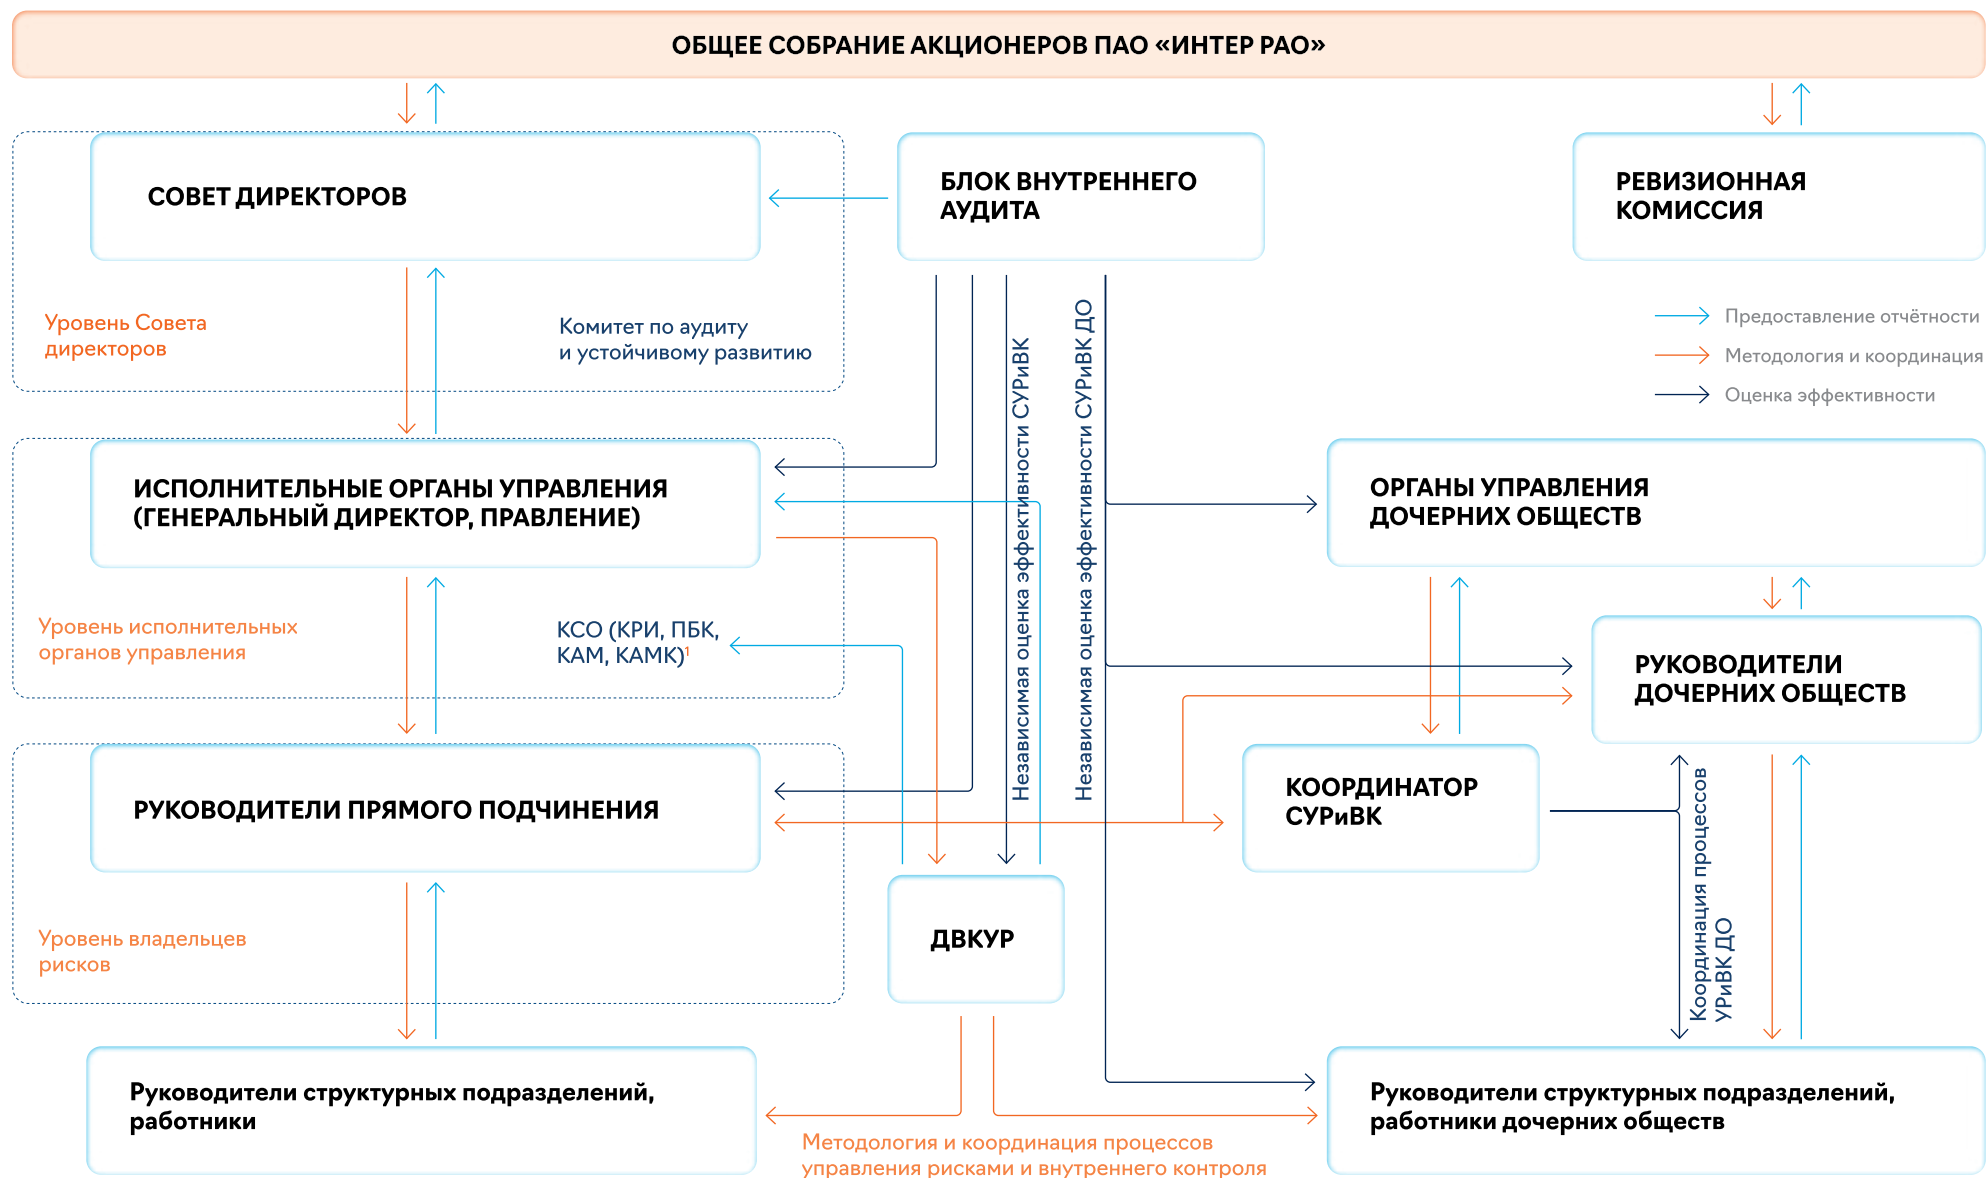 ОБЩЕЕ СОБРАНИЕ АКЦИОНЕРОВ ПАО «ИНТЕР РАО»
СОВЕТ ДИРЕКТОРОВ
БЛОК ВНУТРЕННЕГО
АУДИТА
РЕВИЗИОННАЯ
КОМИССИЯ
Уровень Совета
директоров
Комитет по аудиту
и устойчивому развитию
Независимая оценка эффективности СУРиВК
Независимая оценка эффективности СУРиВК ДО
Предоставление отчётности
Методология и координация
Оценка эффективности
ИСПОЛНИТЕЛЬНЫЕ ОРГАНЫ УПРАВЛЕНИЯ
(ГЕНЕРАЛЬНЫЙ ДИРЕКТОР, ПРАВЛЕНИЕ)
ОРГАНЫ УПРАВЛЕНИЯ
ДОЧЕРНИХ ОБЩЕСТВ
Уровень исполнительных
органов управления
КСО (КРИ, ПБК,
КАМ, КАМК)¹
РУКОВОДИТЕЛИ
ДОЧЕРНИХ ОБЩЕСТВ
РУКОВОДИТЕЛИ ПРЯМОГО ПОДЧИНЕНИЯ
КООРДИНАТОР
СУРиВК
Координация процессов
УРиВК ДО
Уровень владельцев
рисков
ДВКУР
Руководители структурных подразделений,
работники
Руководители структурных подразделений,
работники дочерних обществ
Методология и координация процессов
управления рисками и внутреннего контроля